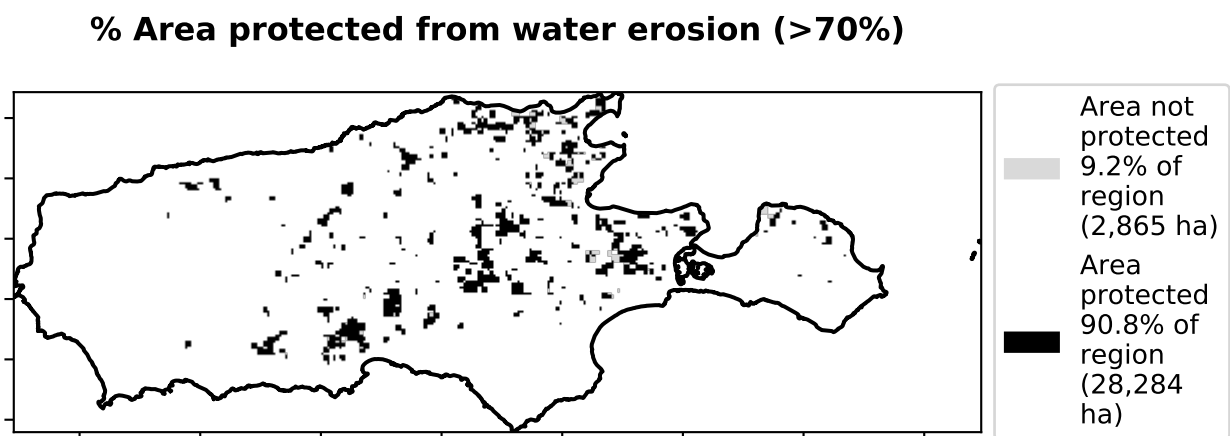 % Area protected from water erosion (>70%)
Area not
protected
9.2% of
region
(2,865 ha)
Area
protected
90.8% of
region
(28,284
ha)